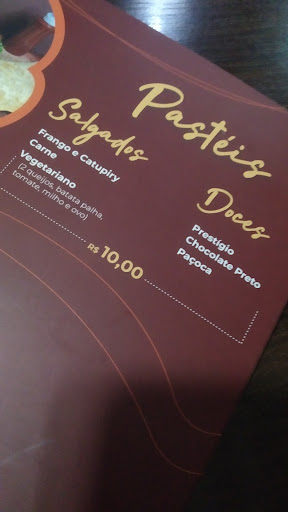 Pastéis
Salgados
Frango e Catupiry
Carne
Vegetariano
(2 queijos, batata palha,
tomate, milho e ovo)
Doces
Prestígio
Chocolate Preto
Paçoca
R$ 10,00